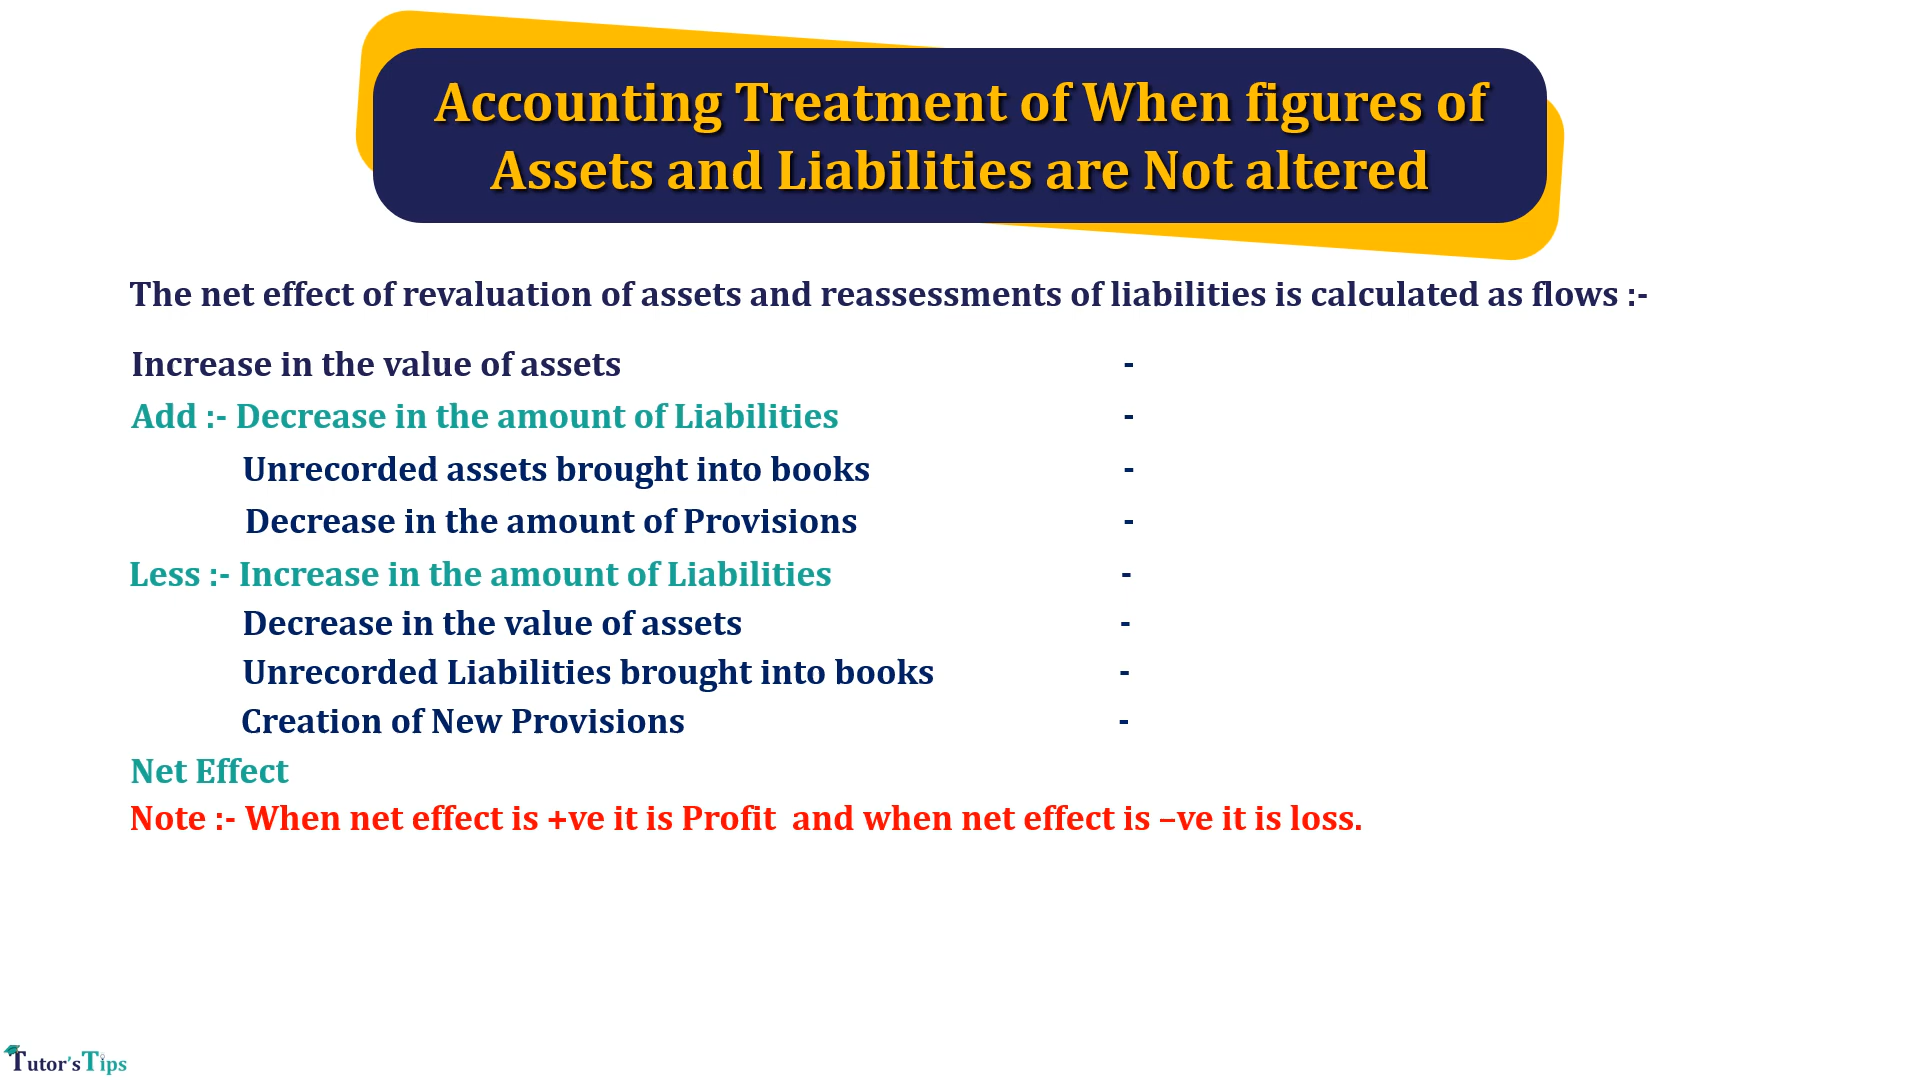 Accounting Treatment of When figures of
Assets and Liabilities are Not altered
The net effect of revaluation of assets and reassessments of liabilities is calculated as flows :-
Increase in the value of assets -
Add :- Decrease in the amount of Liabilities -
Unrecorded assets brought into books -
Decrease in the amount of Provisions -
Less :- Increase in the amount of Liabilities -
Decrease in the value of assets -
Unrecorded Liabilities brought into books -
Creation of New Provisions -
Net Effect
Note :- When net effect is +ve it is Profit  and when net effect is –ve it is loss.
Tutor's Tips